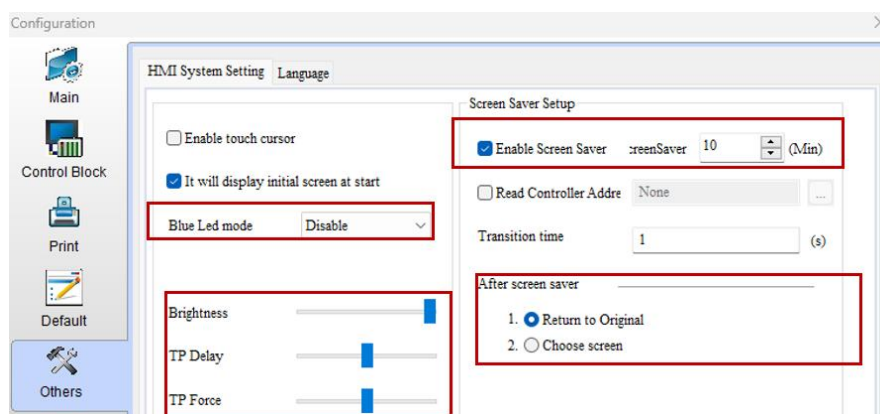 Configuration
Main
Control Block
Print
Default
Others
HMI System Setting Language
Enable touch cursor
It will display initial screen at start
Blue Led mode Disable
Brightness
TP Delay
TP Force
Screen Saver Setup
Enable Screen Saver :reenSaver 10 (Min)
Read Controller Addre None ...
Transition time 1 (s)
After screen saver
1. Return to Original
2. Choose screen